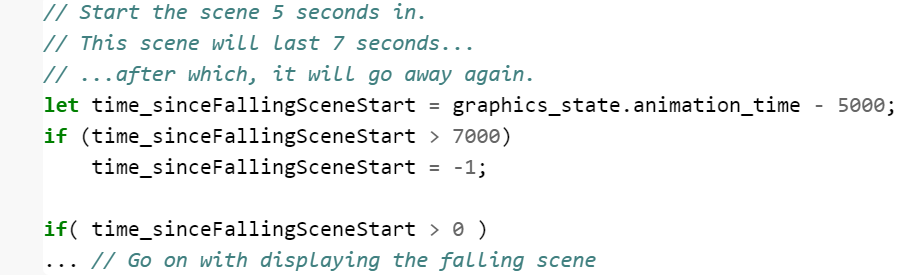 // Start the scene 5 seconds in.
// This scene will last 7 seconds...
// ...after which, it will go away again.
let time_sinceFallingSceneStart = graphics_state.animation_time - 5000;
if (time_sinceFallingSceneStart > 7000)
    time_sinceFallingSceneStart = -1;

if( time_sinceFallingSceneStart > 0 )
... // Go on with displaying the falling scene